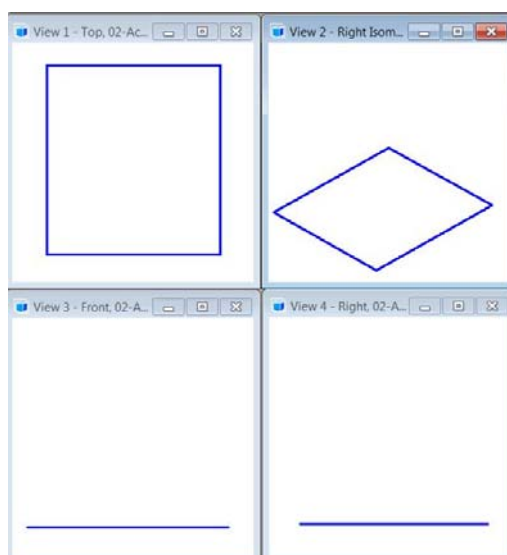 View 1 - Top, 02-Ac...
View 2 - Right Isom...
View 3 - Front, 02-A...
View 4 - Right, 02-A...